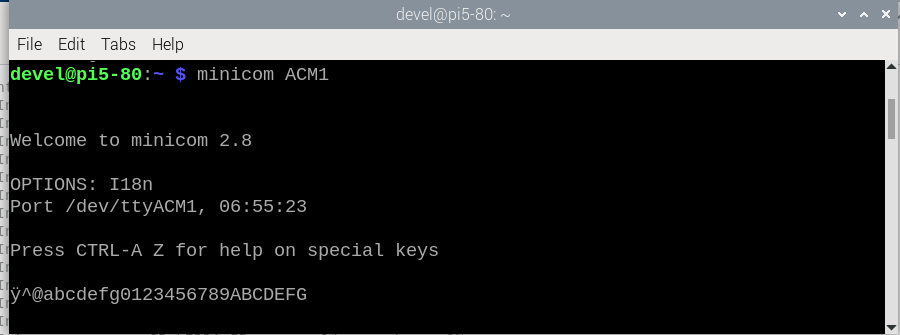 devel@pi5-80: ~
File Edit Tabs Help
devel@pi5-80:~ $ minicom ACM1
Welcome to minicom 2.8
OPTIONS: I18n
Port /dev/ttyACM1, 06:55:23
Press CTRL-A Z for help on special keys
ÿ^@abcdefg0123456789ABCDEFG